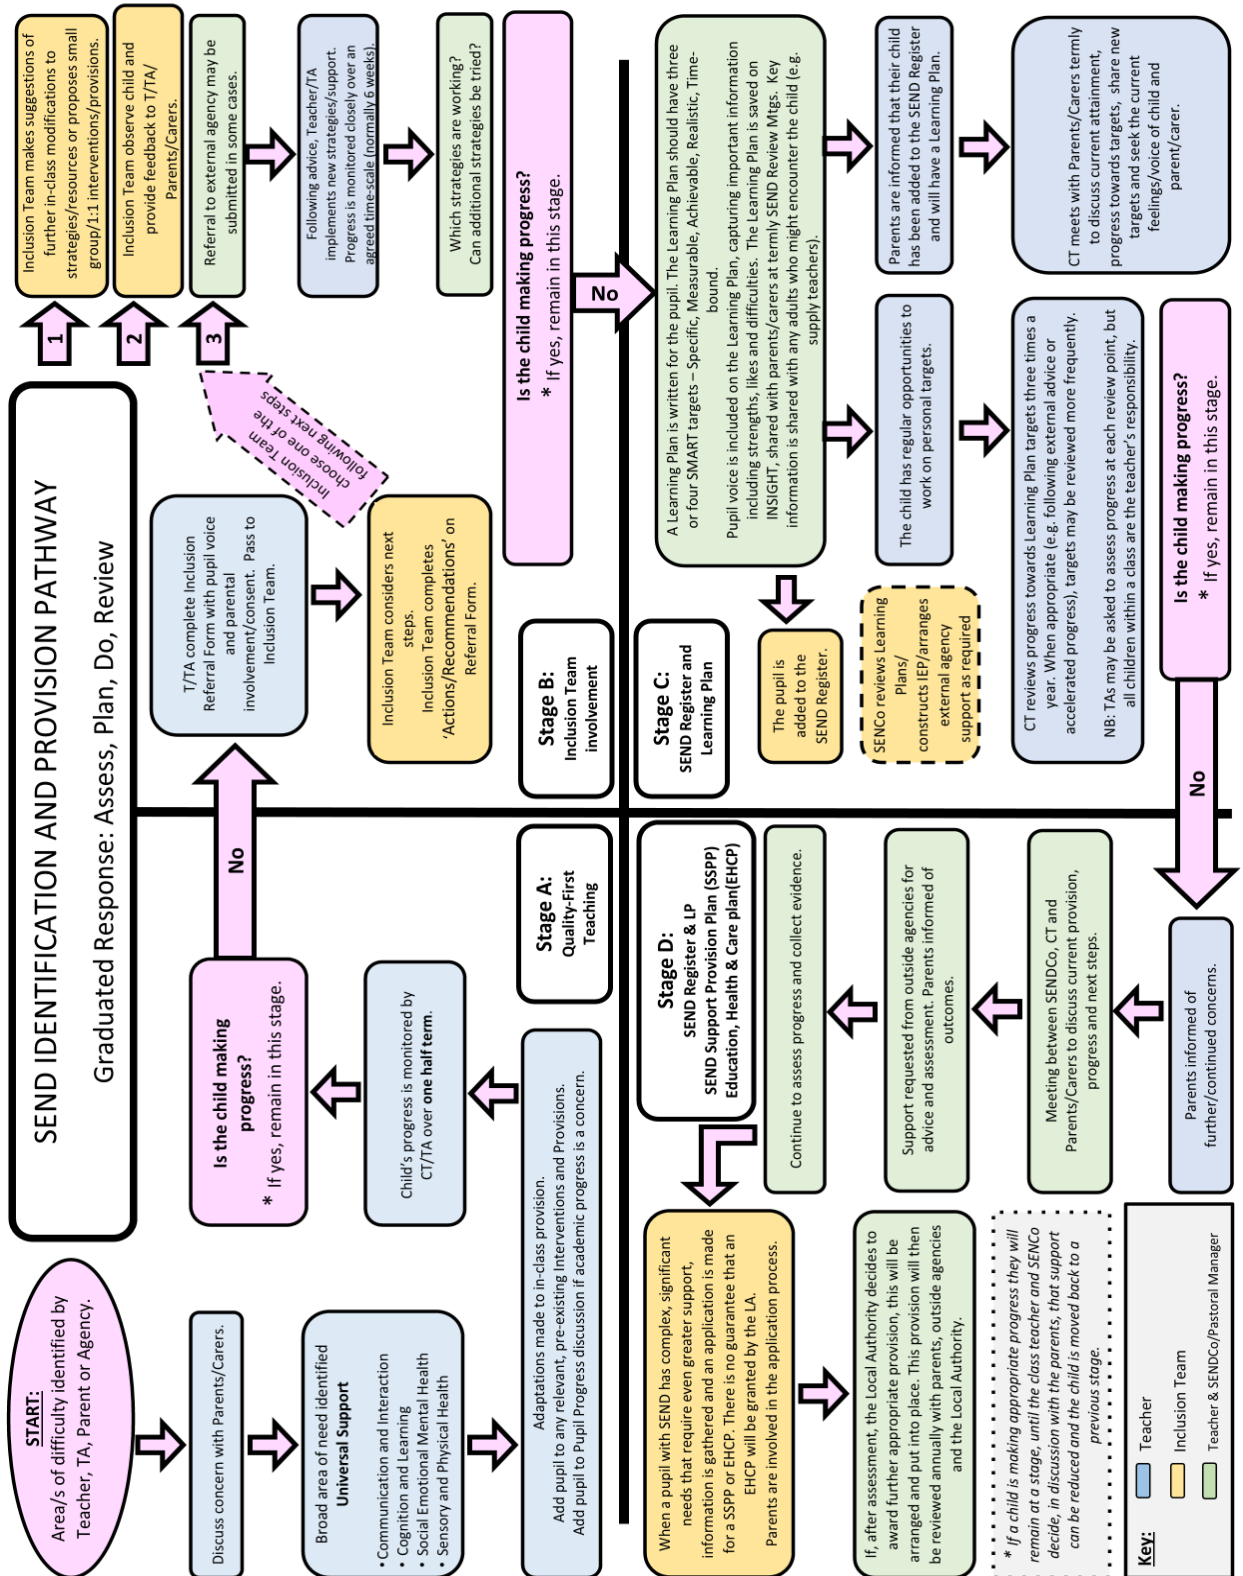 SEND IDENTIFICATION AND PROVISION PATHWAY
Graduated Response: Assess, Plan, Do, Review
START:
Area/s of difficulty identified by
Teacher, TA, Parent or Agency.
Discuss concern with Parents/Carers.
Broad area of need identified
Universal Support
• Communication and Interaction
• Cognition and Learning
• Social Emotional Mental Health
• Sensory and Physical Health
Adaptations made to in-class provision.
Add pupil to any relevant, pre-existing Interventions and Provisions.
Add pupil to Pupil Progress discussion if academic progress is a concern.
Child's progress is monitored by
CT/TA over one half term.
Is the child making
progress?
* If yes, remain in this stage.
No
Stage A:
Quality-First
Teaching
T/TA complete Inclusion
Referral Form with pupil voice
and parental
involvement/consent. Pass to
Inclusion Team.
Inclusion Team considers next
steps.
Inclusion Team completes
'Actions/Recommendations' on
Referral Form.
Inclusion Team
choose one of the
following next steps
1
2
3
Inclusion Team makes suggestions of
further in-class modifications to
strategies/resources or proposes small
group/1:1 interventions/provisions.
Inclusion Team observe child and
provide feedback to T/TA/
Parents/Carers.
Referral to external agency may be
submitted in some cases.
Following advice, Teacher/TA
implements new strategies/support.
Progress is monitored closely over an
agreed time-scale (normally 6 weeks).
Which strategies are working?
Can additional strategies be tried?
Is the child making progress?
* If yes, remain in this stage.
No
Stage B:
Inclusion Team
involvement
Stage C:
SEND Register and
Learning Plan
A Learning Plan is written for the pupil. The Learning Plan should have three
or four SMART targets – Specific, Measurable, Achievable, Realistic, Time-
bound.
Pupil voice is included on the Learning Plan, capturing important information
including strengths, likes and difficulties. The Learning Plan is saved on
INSIGHT, shared with parents/carers at termly SEND Review Mtgs. Key
information is shared with any adults who might encounter the child (e.g.
supply teachers).
The pupil is
added to the
SEND Register.
SENCo reviews Learning
Plans/
constructs IEP/arranges
external agency
support as required
The child has regular opportunities to
work on personal targets.
Parents are informed that their child
has been added to the SEND Register
and will have a Learning Plan.
CT reviews progress towards Learning Plan targets three times a
year. When appropriate (e.g. following external advice or
accelerated progress), targets may be reviewed more frequently.
NB: TAs may be asked to assess progress at each review point, but
all children within a class are the teacher's responsibility.
CT meets with Parents/Carers termly
to discuss current attainment,
progress towards targets, share new
targets and seek the current
feelings/voice of child and
parent/carer.
Is the child making progress?
* If yes, remain in this stage.
No
Stage D:
SEND Register & LP
SEND Support Provision Plan (SSPP)
Education, Health & Care plan(EHCP)
Parents informed of
further/continued concerns.
Meeting between SENDCo, CT and
Parents/Carers to discuss current provision,
progress and next steps.
Support requested from outside agencies for
advice and assessment. Parents informed of
outcomes.
Continue to assess progress and collect evidence.
When a pupil with SEND has complex, significant
needs that require even greater support,
information is gathered and an application is made
for a SSPP or EHCP. There is no guarantee that an
EHCP will be granted by the LA.
Parents are involved in the application process.
If, after assessment, the Local Authority decides to
award further appropriate provision, this will be
arranged and put into place. This provision will then
be reviewed annually with parents, outside agencies
and the Local Authority.
* If a child is making appropriate progress they will
remain at a stage, until the class teacher and SENCo
decide, in discussion with the parents, that support
can be reduced and the child is moved back to a
previous stage.
Key:
Teacher
Inclusion Team
Teacher & SENDCo/Pastoral Manager